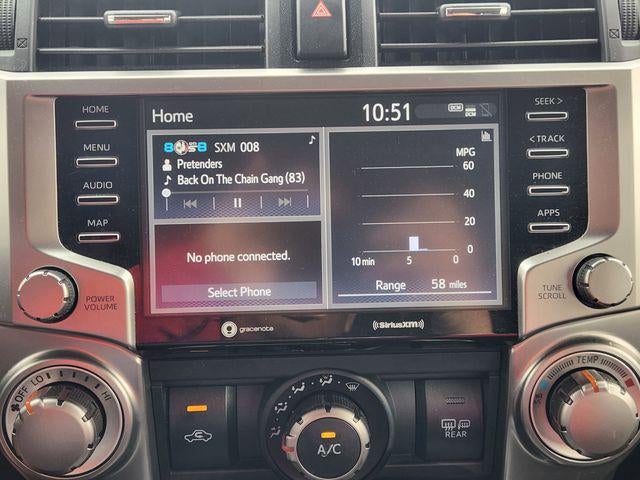 HOME
MENU
AUDIO
MAP
POWER
VOLUME
Home
10:51
DCM
DCM
SXM 008
Pretenders
Back On The Chain Gang (83)
No phone connected.
Select Phone
MPG
60
40
20
0
10 min 5 0
Range 58 miles
gracenote
((SiriusXM))
SEEK >
< TRACK
PHONE
APPS
TUNE
SCROLL
OFF LO HI
A/C
REAR
TEMP